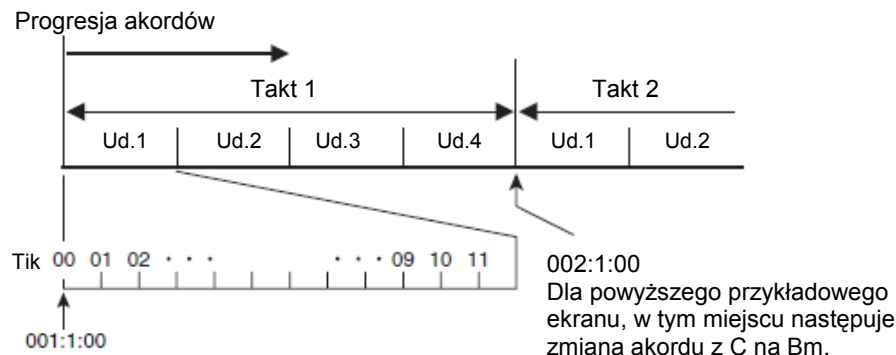 Progresja akordów
Takt 1 Takt 2
Ud.1 Ud.2 Ud.3 Ud.4 Ud.1 Ud.2
Tik 00 01 02 · · · · · · 09 10 11
001:1:00
002:1:00
Dla powyższego przykładowego
ekranu, w tym miejscu następuje
zmiana akordu z C na Bm.